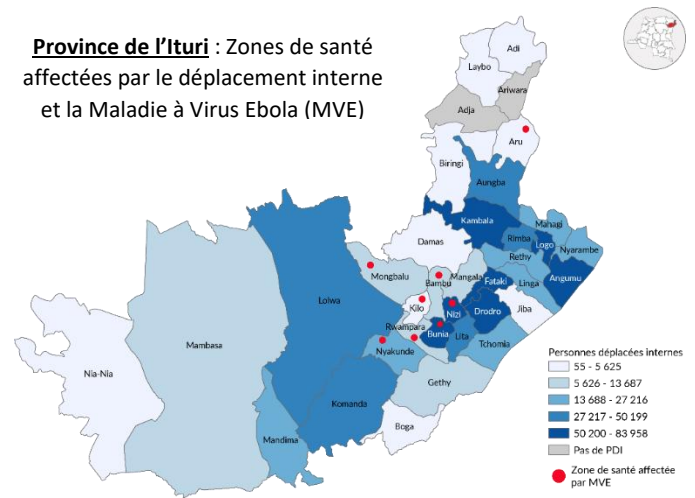 Province de l’Ituri : Zones de santé
affectées par le déplacement interne
et la Maladie à Virus Ebola (MVE)
Adi
Laybo
Ariwara
Adja
Aru
Biringi
Aungba
Kambala
Mahagi
Damas
Rimba
Logo
Nyarambe
Rethy
Mongbalu
Bambu
Mangala
Fataki
Linga
Angumu
Lolwa
Kilo
Nizi
Drodro
Jiba
Rwampara
Bunia
Lita
Mambasa
Nyakunde
Tchomia
Nia-Nia
Gethy
Komanda
Boga
Mandima
Personnes déplacées internes
55 - 5 625
5 626 - 13 687
13 688 - 27 216
27 217 - 50 199
50 200 - 83 958
Pas de PDI
Zone de santé affectée
par MVE